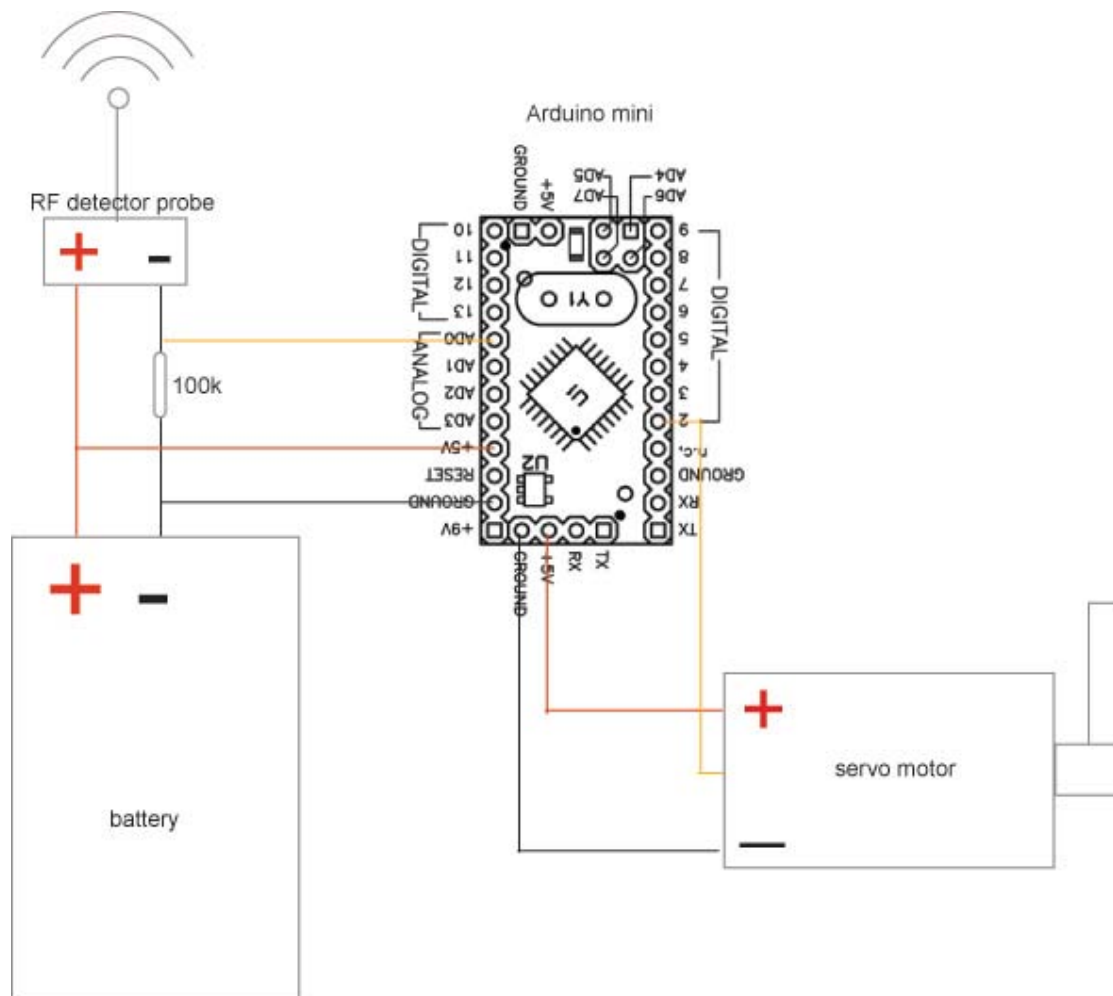 Arduino mini
GROUND
+5V
AD5
AD7
AD4
AD6
RF detector probe
+
-
10
11
12
13
DIGITAL
AD0
AD1
AD2
AD3
ANALOG
+5V
RESET
GROUND
+9V
Y1
U1
U2
9
8
7
6
5
4
3
2
DIGITAL
n.c.
GROUND
RX
TX
GROUND
+5V
RX
TX
100k
+
-
battery
+
servo motor
-